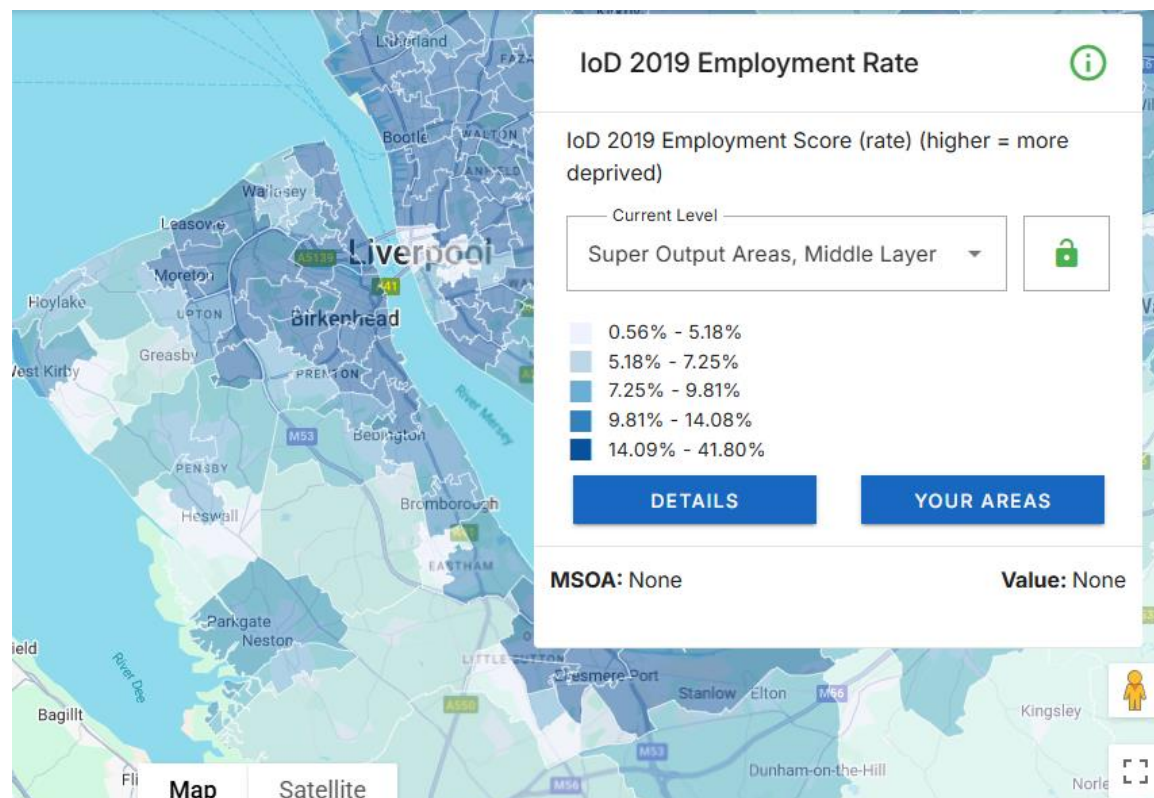 Litherland
FAZA
Bootle
WALTON
ANFIELD
Wallasey
Leasowe
Liverpool
A5139
Moreton
A41
Hoylake
UPTON
Birkenhead
Greasby
West Kirby
PRENTON
River Mersey
M53
Bebington
PENSBY
Heswall
Bromborough
EASTHAM
Parkgate
Neston
River Dee
LITTLE SUTTON
Ellesmere Port
Stanlow
Elton
M56
A550
Bagillt
Kingsley
M53
Dunham-on-the-Hill
M56
Norle
Fli
Map
Satellite
IoD 2019 Employment Rate
IoD 2019 Employment Score (rate) (higher = more
deprived)
Current Level
Super Output Areas, Middle Layer
0.56% - 5.18%
5.18% - 7.25%
7.25% - 9.81%
9.81% - 14.08%
14.09% - 41.80%
DETAILS
YOUR AREAS
MSOA: None
Value: None